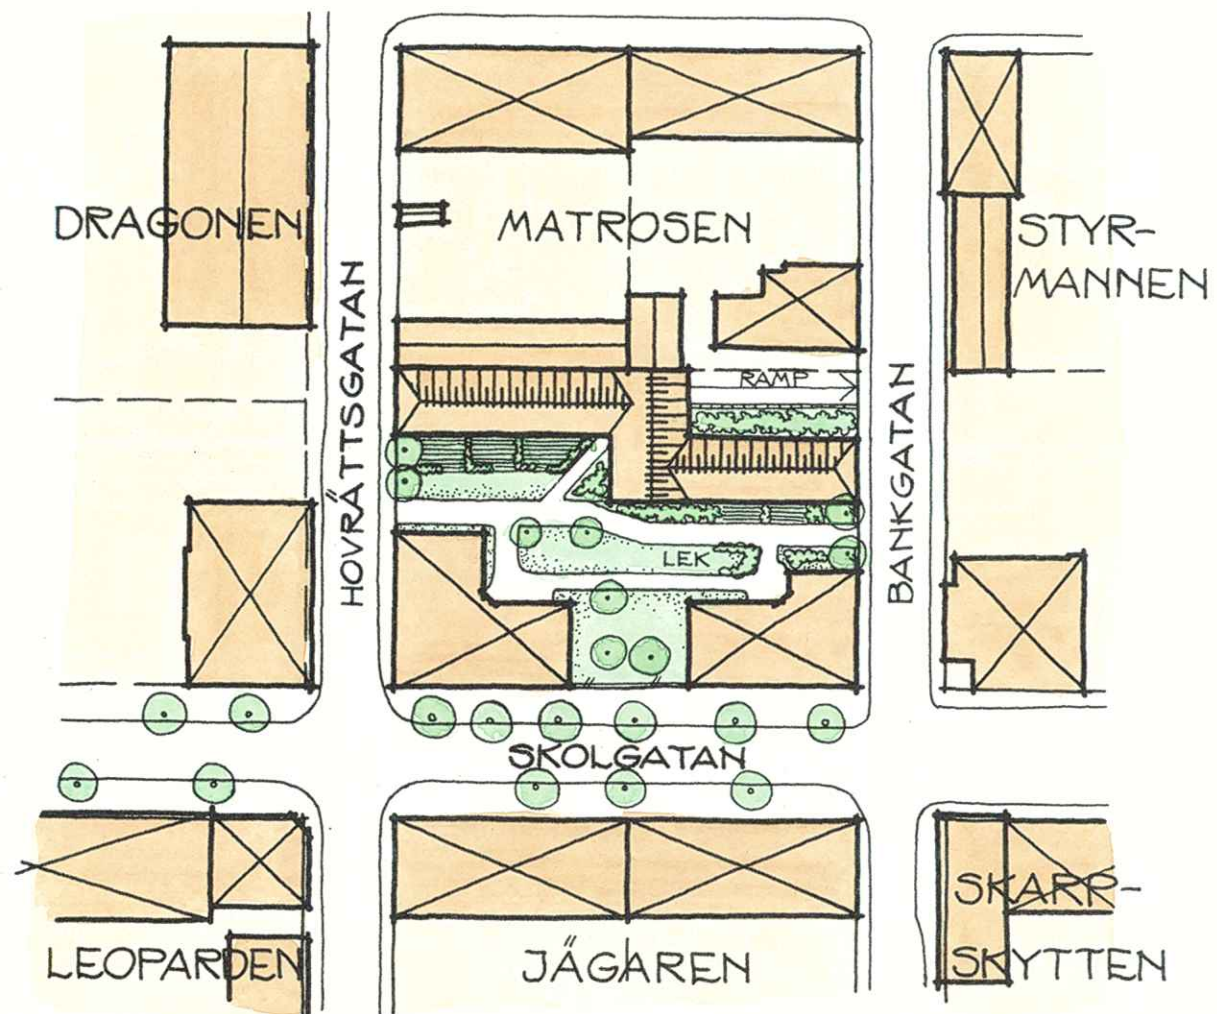 DRAGONEN
MATROSEN
STYR-
MANNEN
HOVRÄTTSGATAN
RAMP
BANKGATAN
LEK
SKOLGATAN
SKARP-
SKYTTEN
LEOPARDEN
JÄGAREN